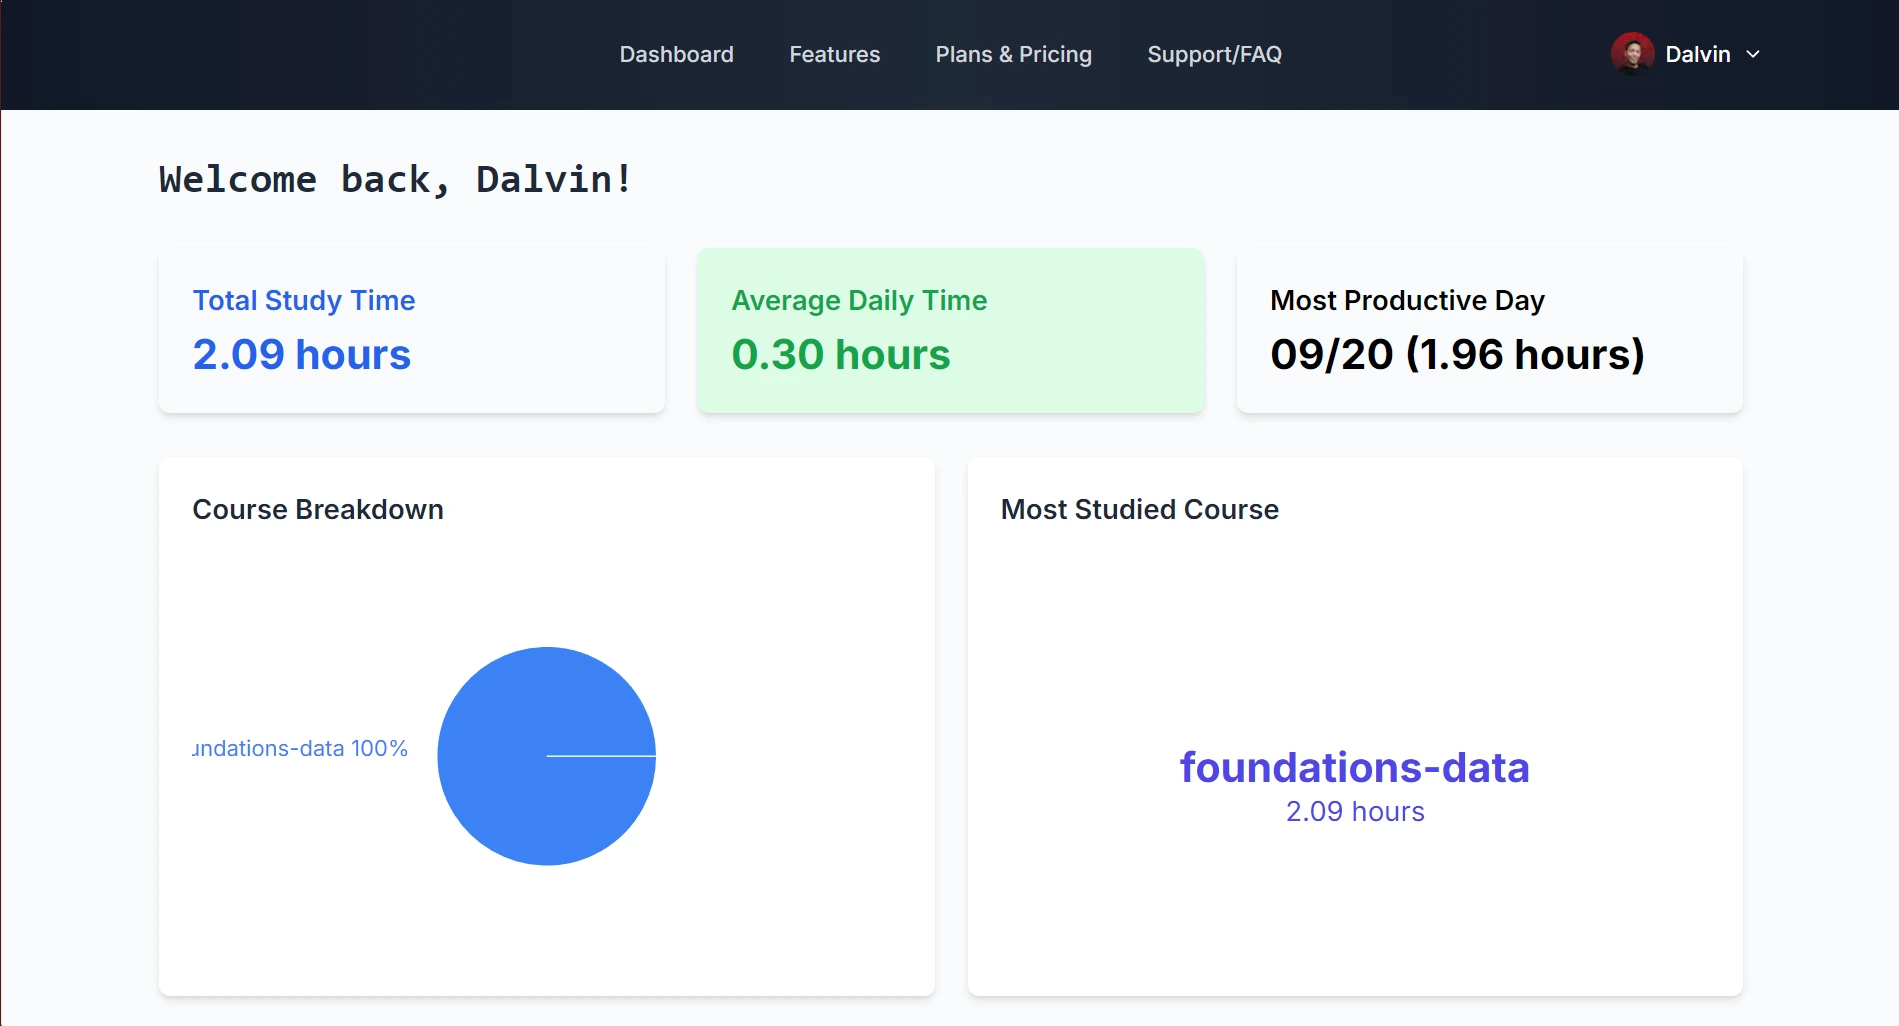 Dashboard Features Plans & Pricing Support/FAQ Dalvin
Welcome back, Dalvin!
Total Study Time
2.09 hours
Average Daily Time
0.30 hours
Most Productive Day
09/20 (1.96 hours)
Course Breakdown
undations-data 100%
Most Studied Course
foundations-data
2.09 hours